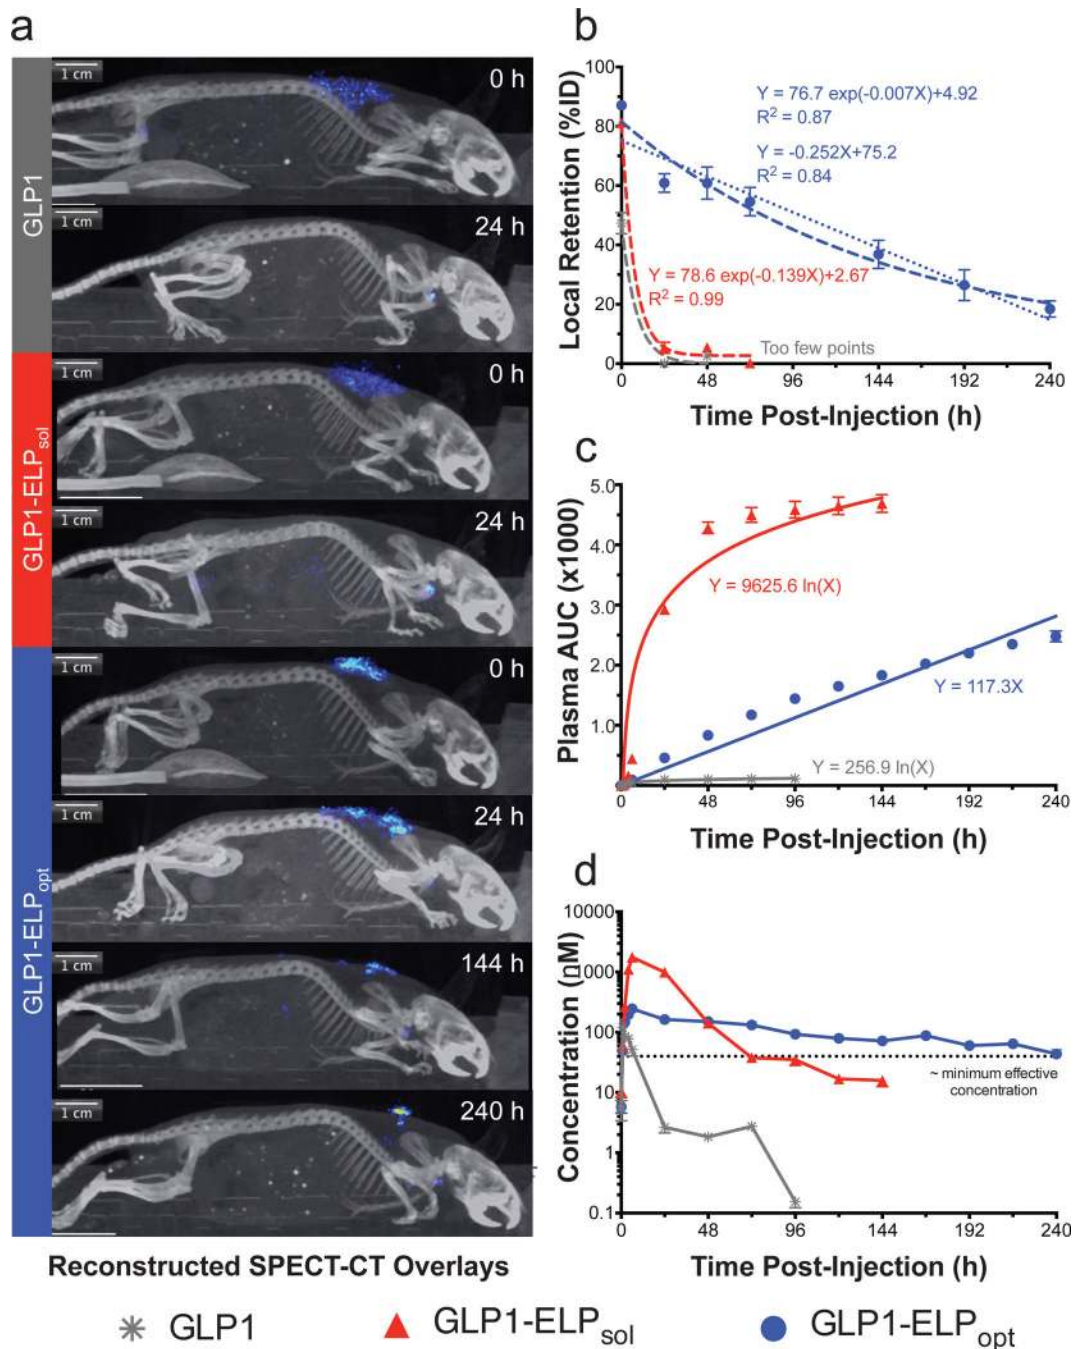 a
GLP1
1 cm
0 h
1 cm
24 h
GLP1-ELPsol
1 cm
0 h
1 cm
24 h
GLP1-ELPopt
1 cm
0 h
1 cm
24 h
1 cm
144 h
1 cm
240 h
Reconstructed SPECT-CT Overlays
b
Local Retention (%ID)
100
80
60
40
20
0
Y = 76.7 exp(-0.007X)+4.92
R² = 0.87
Y = -0.252X+75.2
R² = 0.84
Y = 78.6 exp(-0.139X)+2.67
R² = 0.99
Too few points
0 48 96 144 192 240
Time Post-Injection (h)
c
Plasma AUC (x1000)
5.0
4.0
3.0
2.0
1.0
Y = 9625.6 ln(X)
Y = 117.3X
Y = 256.9 ln(X)
0 48 96 144 192 240
Time Post-Injection (h)
d
Concentration (nM)
10000
1000
100
10
1
0.1
~ minimum effective
concentration
0 48 96 144 192 240
Time Post-Injection (h)
GLP1 GLP1-ELPsol GLP1-ELPopt